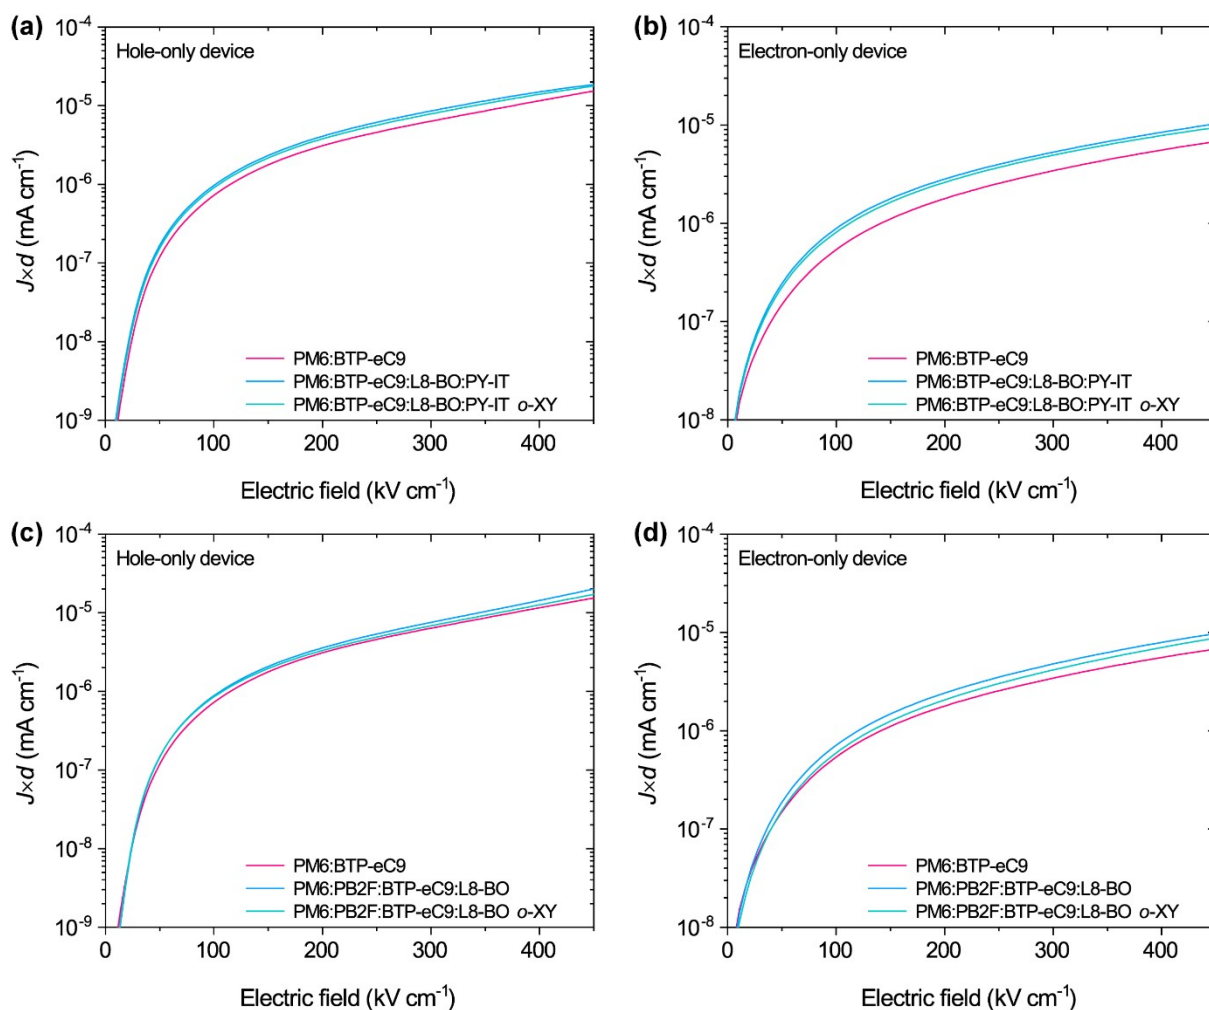 (a)
Hole-only device
10⁻⁴
10⁻⁵
10⁻⁶
10⁻⁷
10⁻⁸
10⁻⁹
J×d (mA cm⁻¹)
PM6:BTP-eC9
PM6:BTP-eC9:L8-BO:PY-IT
PM6:BTP-eC9:L8-BO:PY-IT o-XY
0 100 200 300 400
Electric field (kV cm⁻¹)
(b)
Electron-only device
10⁻⁴
10⁻⁵
10⁻⁶
10⁻⁷
10⁻⁸
J×d (mA cm⁻¹)
PM6:BTP-eC9
PM6:BTP-eC9:L8-BO:PY-IT
PM6:BTP-eC9:L8-BO:PY-IT o-XY
0 100 200 300 400
Electric field (kV cm⁻¹)
(c)
Hole-only device
10⁻⁴
10⁻⁵
10⁻⁶
10⁻⁷
10⁻⁸
10⁻⁹
J×d (mA cm⁻¹)
PM6:BTP-eC9
PM6:PB2F:BTP-eC9:L8-BO
PM6:PB2F:BTP-eC9:L8-BO o-XY
0 100 200 300 400
Electric field (kV cm⁻¹)
(d)
Electron-only device
10⁻⁴
10⁻⁵
10⁻⁶
10⁻⁷
10⁻⁸
J×d (mA cm⁻¹)
PM6:BTP-eC9
PM6:PB2F:BTP-eC9:L8-BO
PM6:PB2F:BTP-eC9:L8-BO o-XY
0 100 200 300 400
Electric field (kV cm⁻¹)